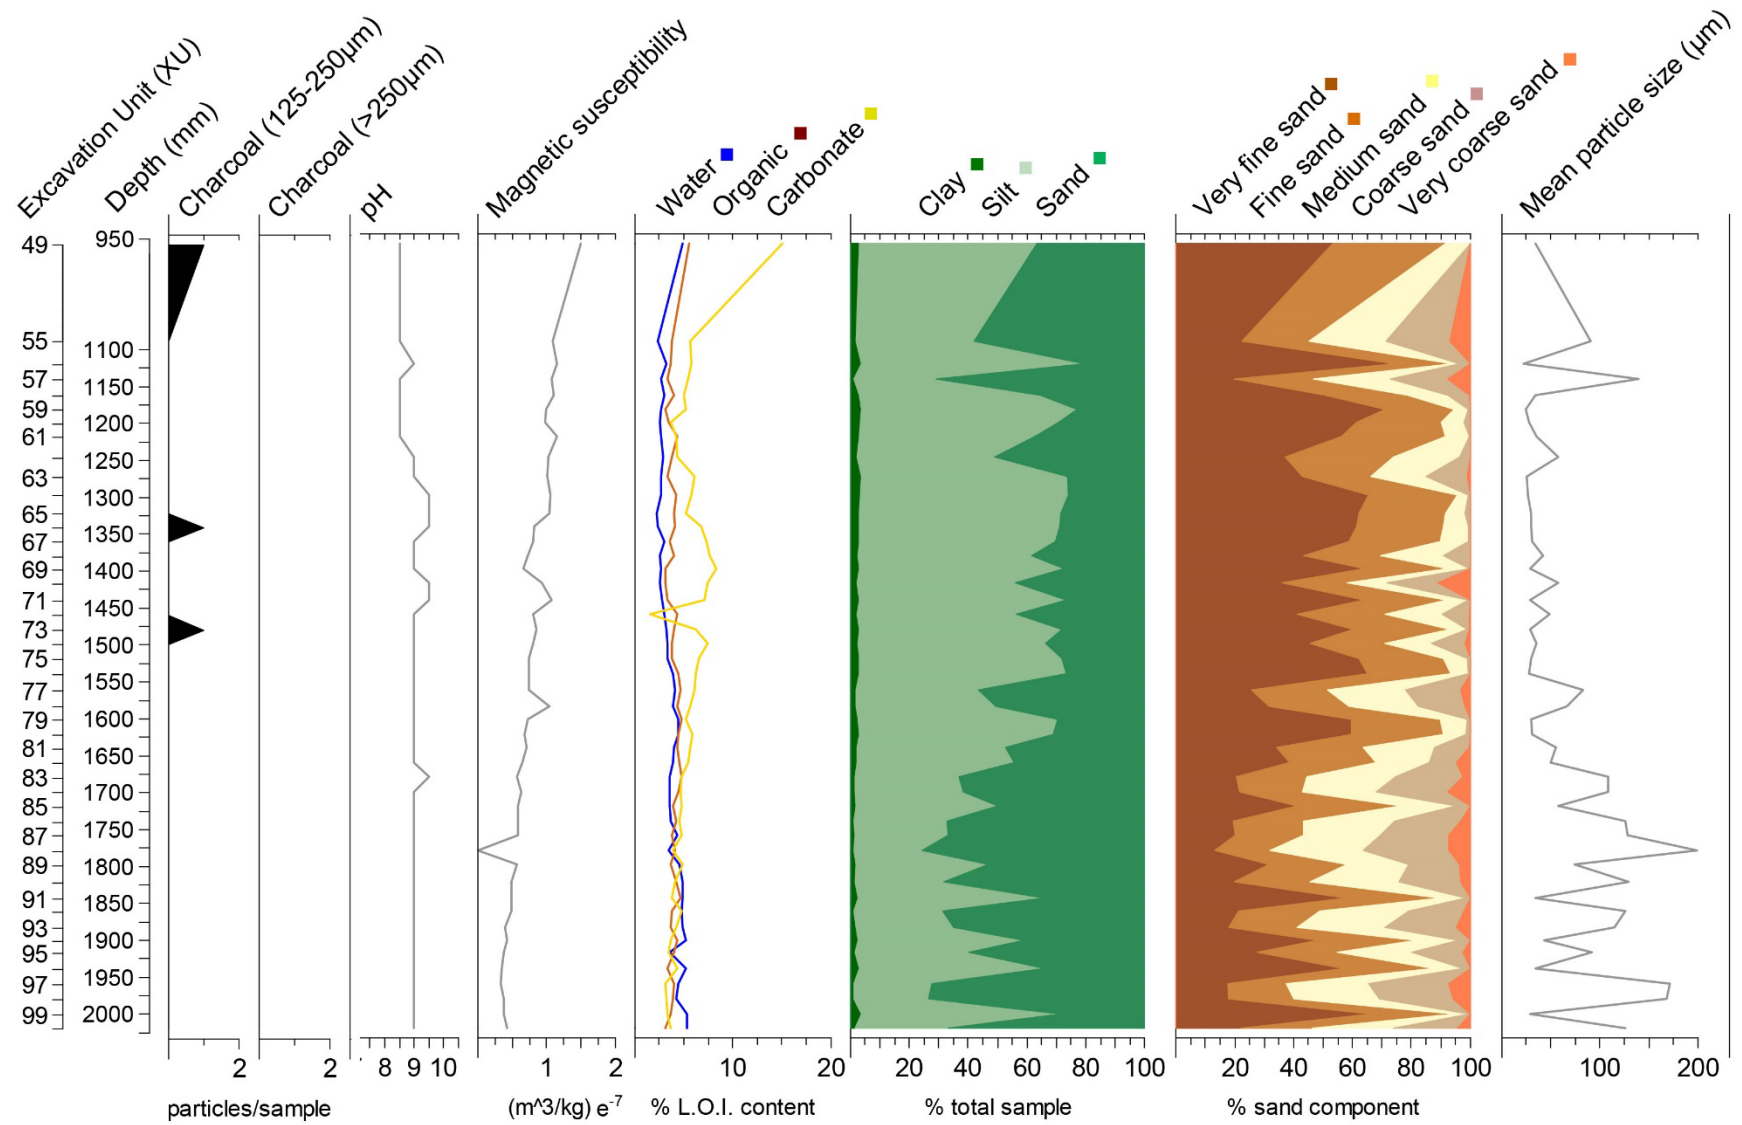 Excavation Unit (XU)
Depth (mm)
Charcoal (125-250µm)
Charcoal (>250µm)
pH
Magnetic susceptibility
Water
Organic
Carbonate
Clay
Silt
Sand
Very fine sand
Fine sand
Medium sand
Coarse sand
Very coarse sand
Mean particle size (µm)
49
55
57
59
61
63
65
67
69
71
73
75
77
79
81
83
85
87
89
91
93
95
97
99
950
1100
1150
1200
1250
1300
1350
1400
1450
1500
1550
1600
1650
1700
1750
1800
1850
1900
1950
2000
2 2 8 9 10 1 2 10 20 20 40 60 80 100 20 40 60 80 100 100 200
particles/sample (m^3/kg) e-7 % L.O.I. content % total sample % sand component